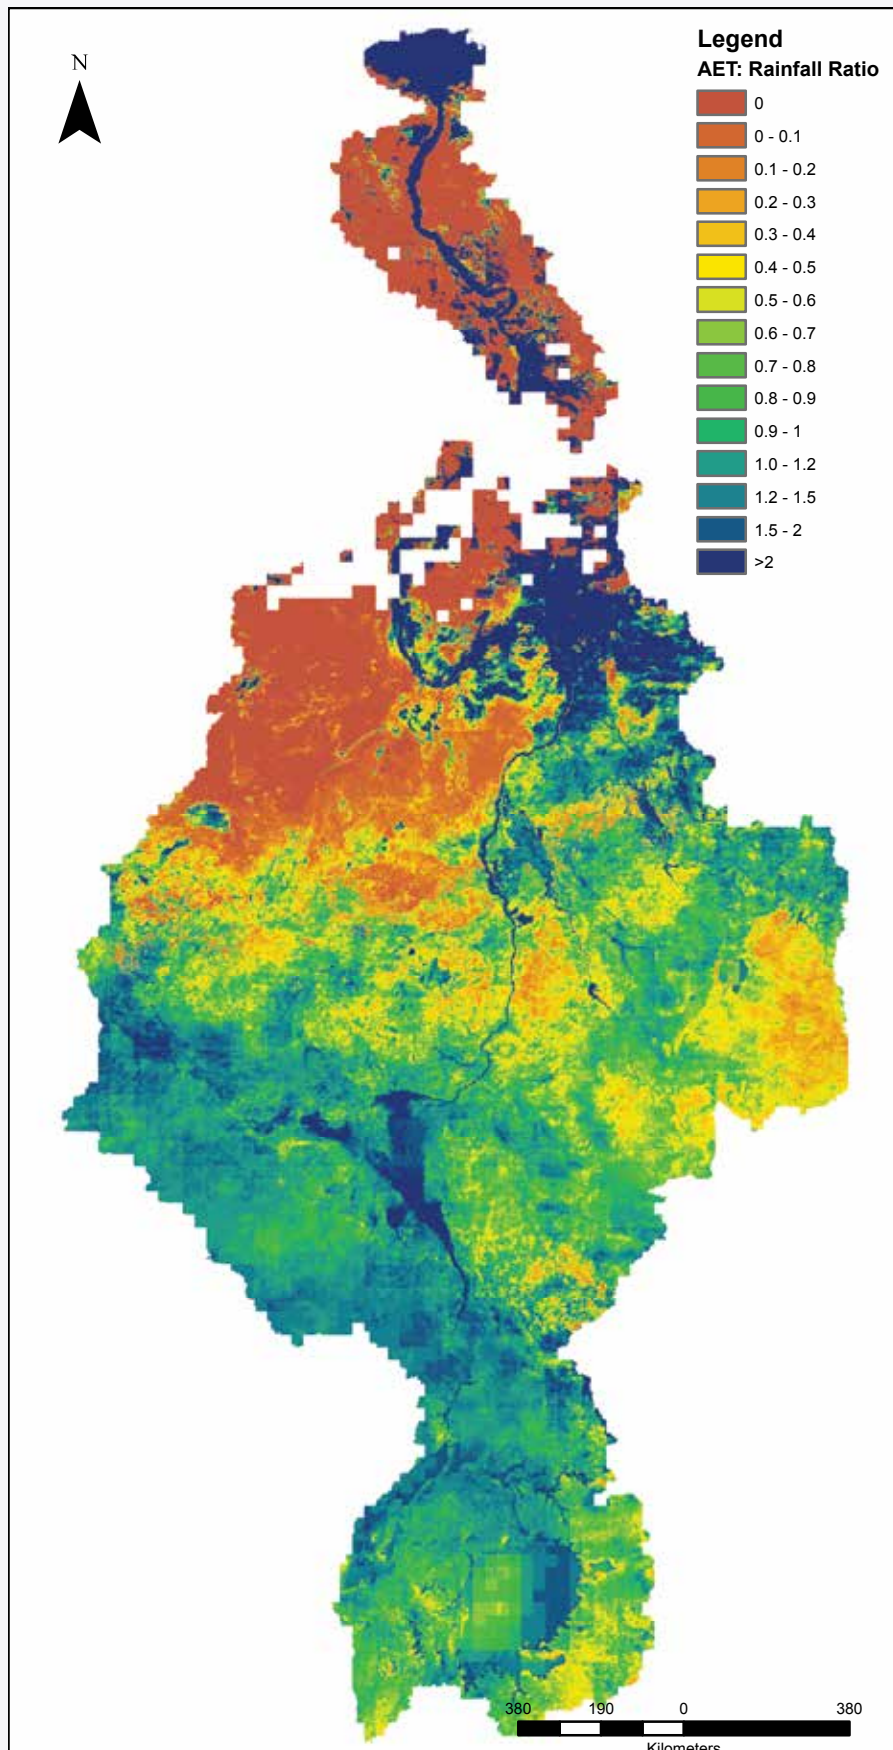 N
Legend
AET: Rainfall Ratio
0
0 - 0.1
0.1 - 0.2
0.2 - 0.3
0.3 - 0.4
0.4 - 0.5
0.5 - 0.6
0.6 - 0.7
0.7 - 0.8
0.8 - 0.9
0.9 - 1
1.0 - 1.2
1.2 - 1.5
1.5 - 2
>2
380 190 0 380
Kilometers